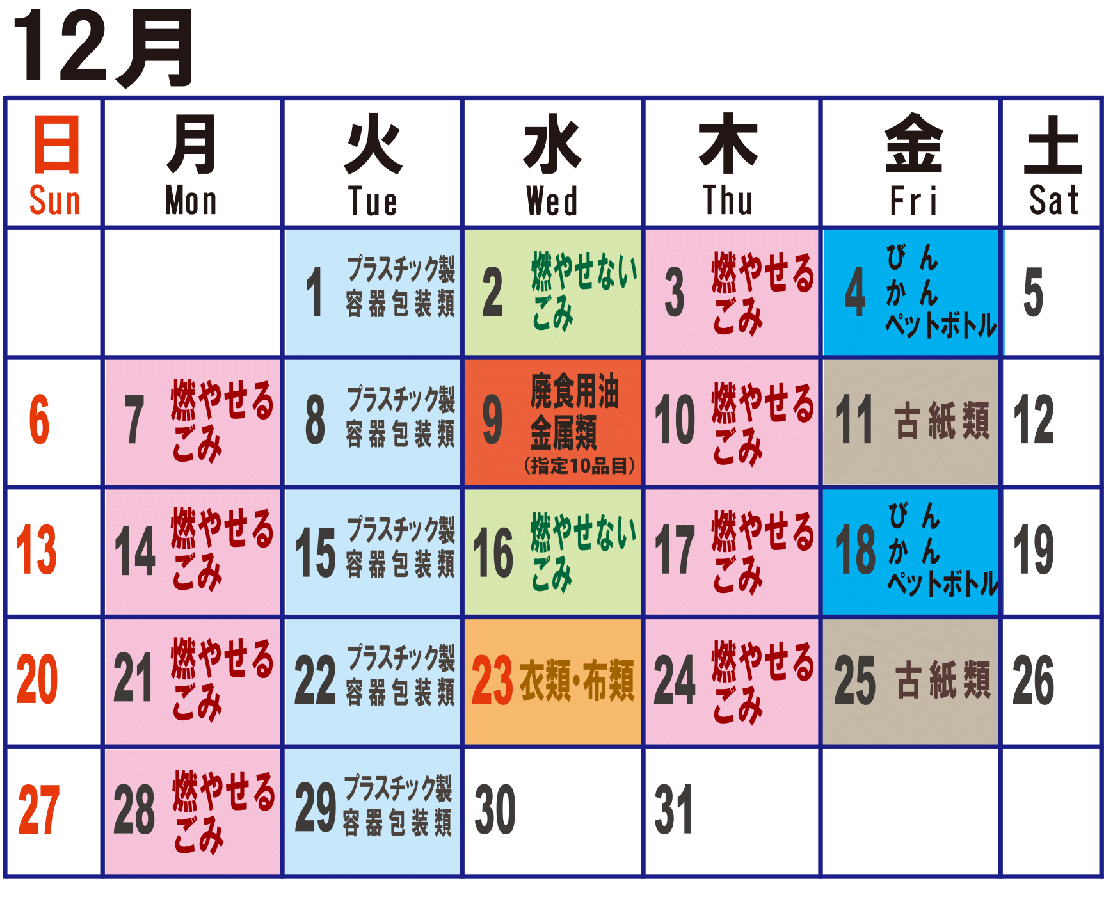 12月
日 月 火 水 木 金 土
Sun Mon Tue Wed Thu Fri Sat
1 プラスチック製
容器包装類
2 燃やせない
ごみ
3 燃やせる
ごみ
4 びん
かん
ペットボトル
5
6
7 燃やせる
ごみ
8 プラスチック製
容器包装類
9 廃食用油
金属類
(指定10品目)
10 燃やせる
ごみ
11 古紙類
12
13
14 燃やせる
ごみ
15 プラスチック製
容器包装類
16 燃やせない
ごみ
17 燃やせる
ごみ
18 びん
かん
ペットボトル
19
20
21 燃やせる
ごみ
22 プラスチック製
容器包装類
23 衣類・布類
24 燃やせる
ごみ
25 古紙類
26
27
28 燃やせる
ごみ
29 プラスチック製
容器包装類
30
31